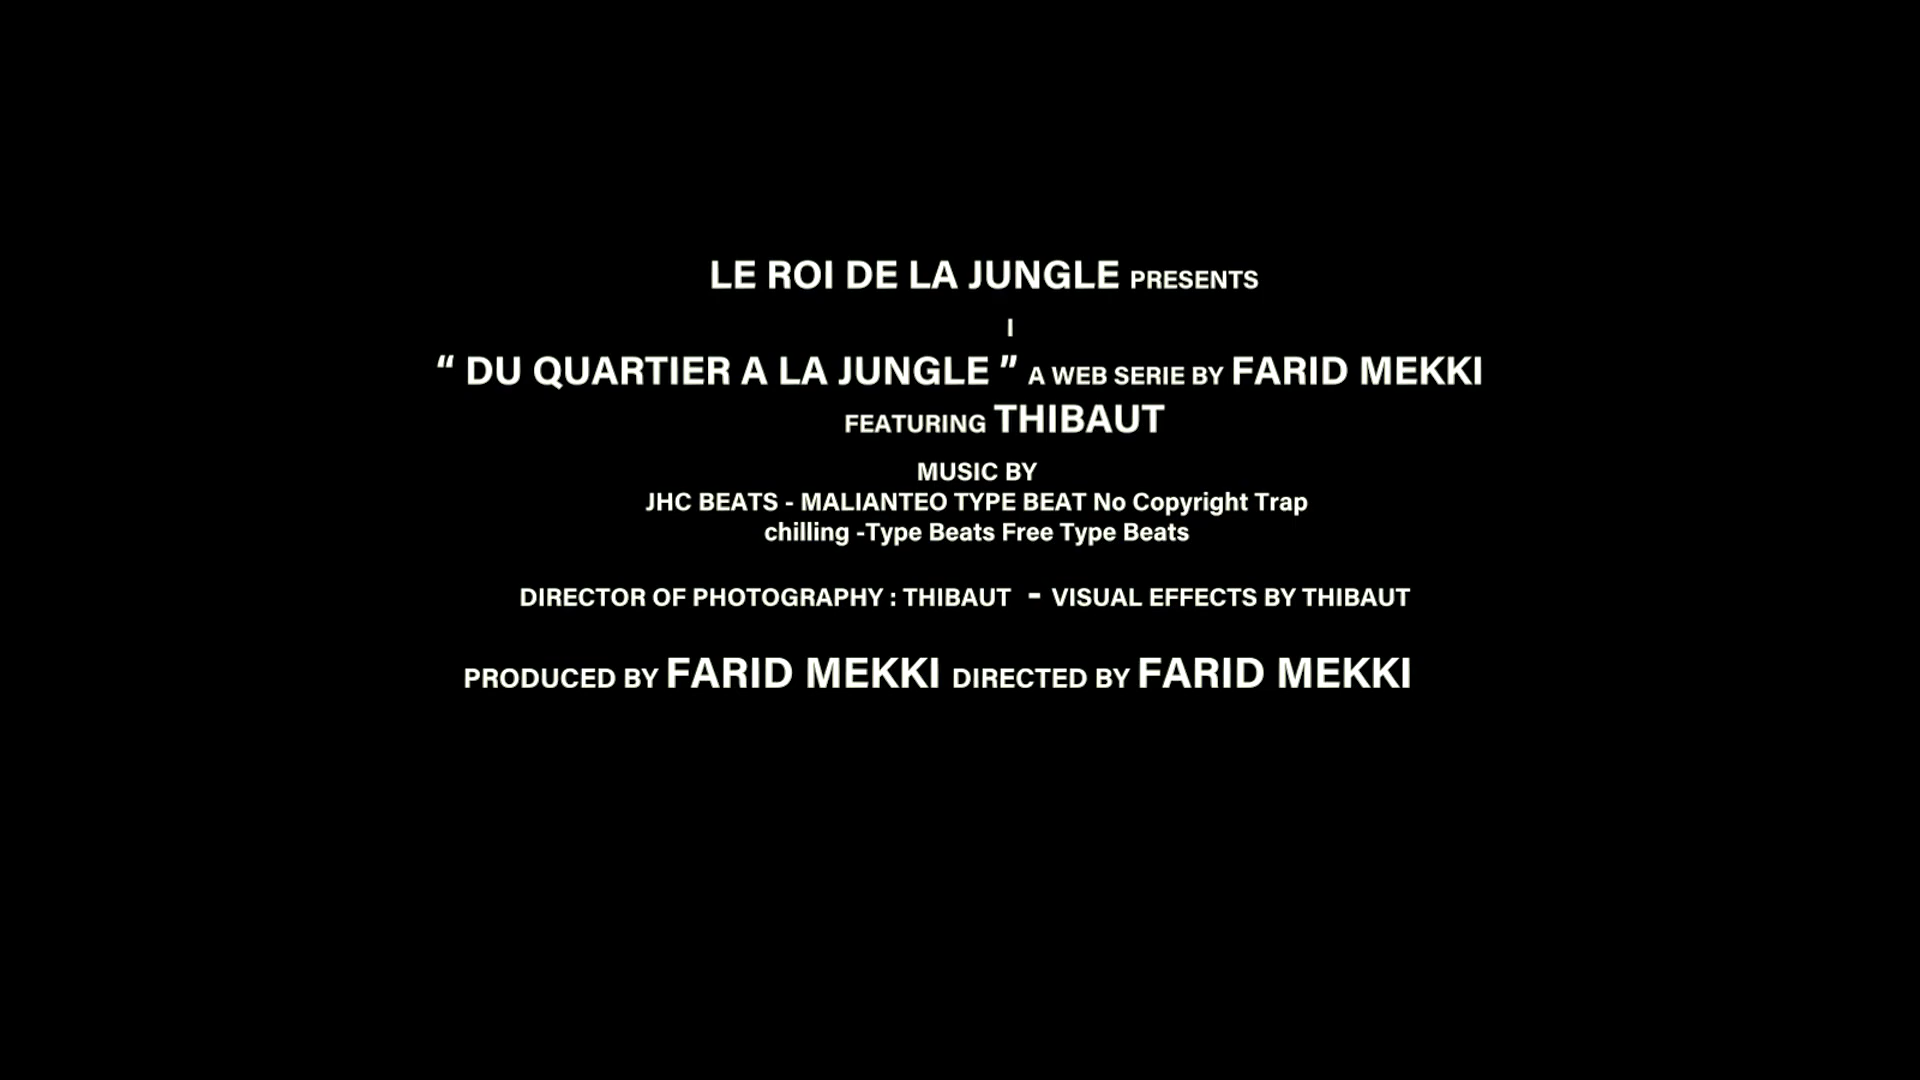 LE ROI DE LA JUNGLE PRESENTS
I
“ DU QUARTIER A LA JUNGLE ” A WEB SERIE BY FARID MEKKI
FEATURING THIBAUT
MUSIC BY
JHC BEATS - MALIANTEO TYPE BEAT No Copyright Trap
chilling -Type Beats Free Type Beats
DIRECTOR OF PHOTOGRAPHY : THIBAUT - VISUAL EFFECTS BY THIBAUT
PRODUCED BY FARID MEKKI DIRECTED BY FARID MEKKI